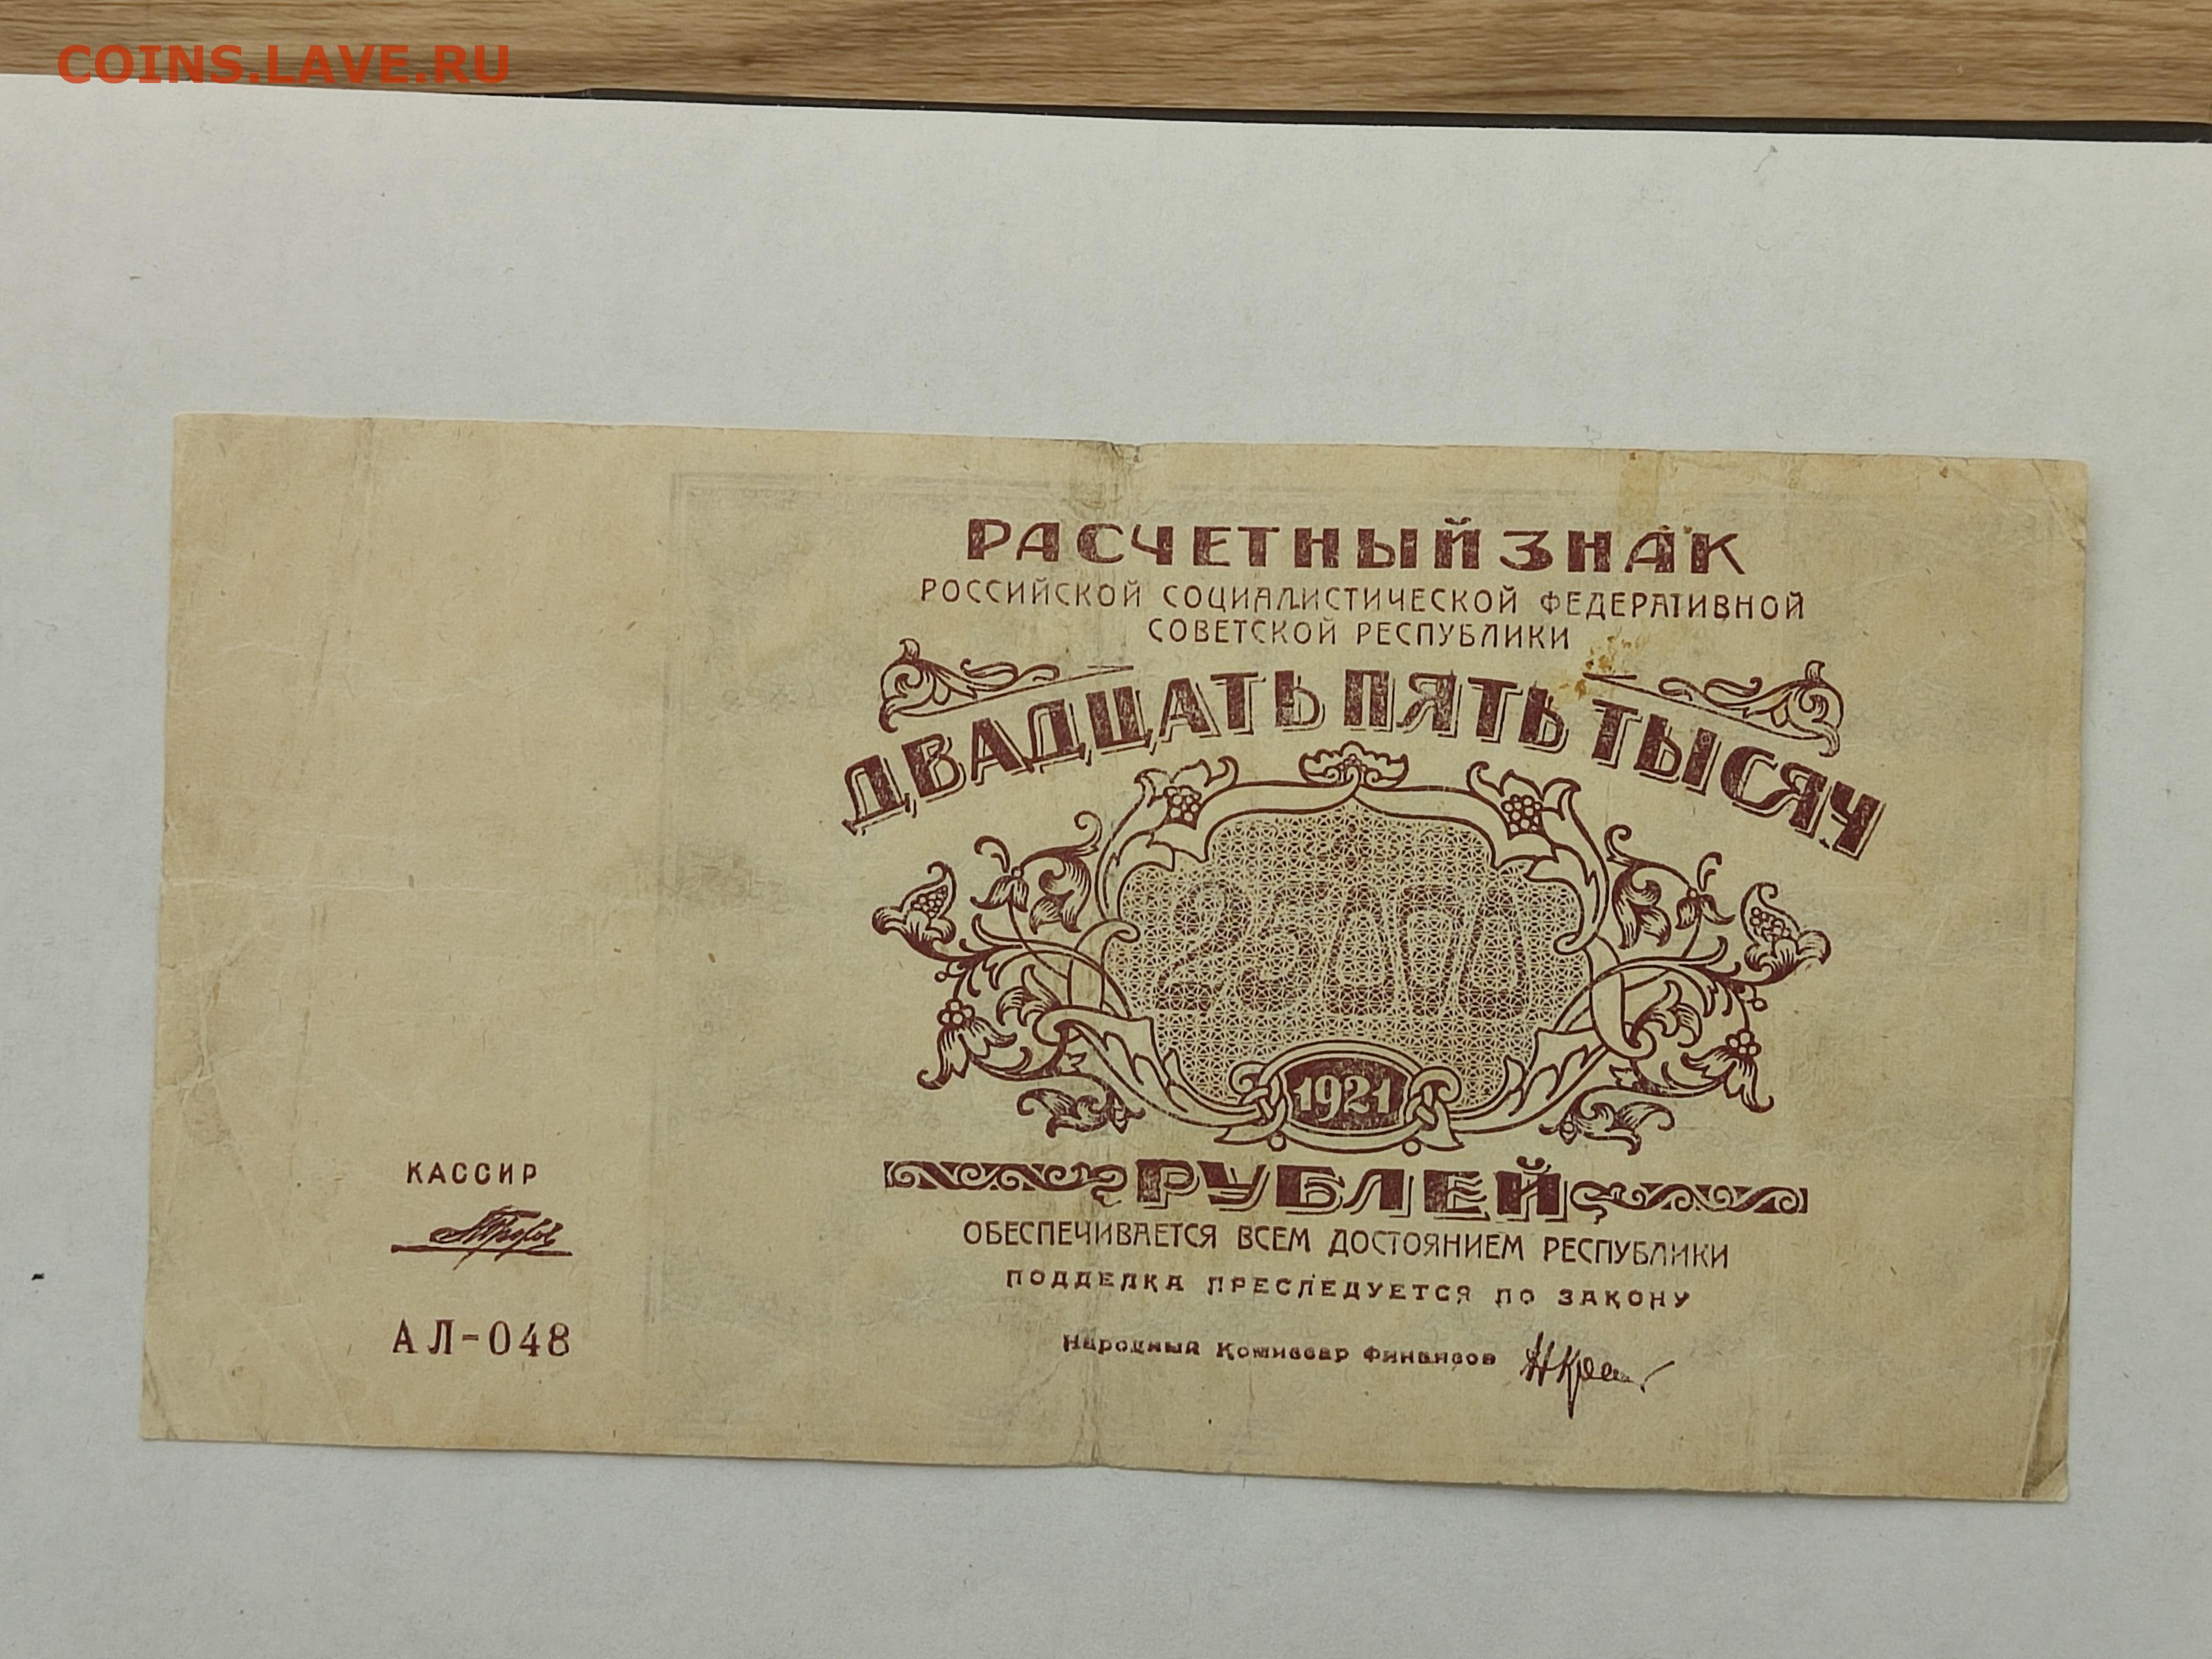 COINS.LAVE.RU
РАСЧЕТНЫЙ ЗНАК
РОССИЙСКОЙ СОЦИАЛИСТИЧЕСКОЙ ФЕДЕРАТИВНОЙ
СОВЕТСКОЙ РЕСПУБЛИКИ
ДВАДЦАТЬ ПЯТЬ ТЫСЯЧ
25000
1921
РУБЛЕЙ
ОБЕСПЕЧИВАЕТСЯ ВСЕМ ДОСТОЯНИЕМ РЕСПУБЛИКИ
ПОДДЕЛКА ПРЕСЛЕДУЕТСЯ ПО ЗАКОНУ
Народный Комиссар Финансов
КАССИР
АЛ-048